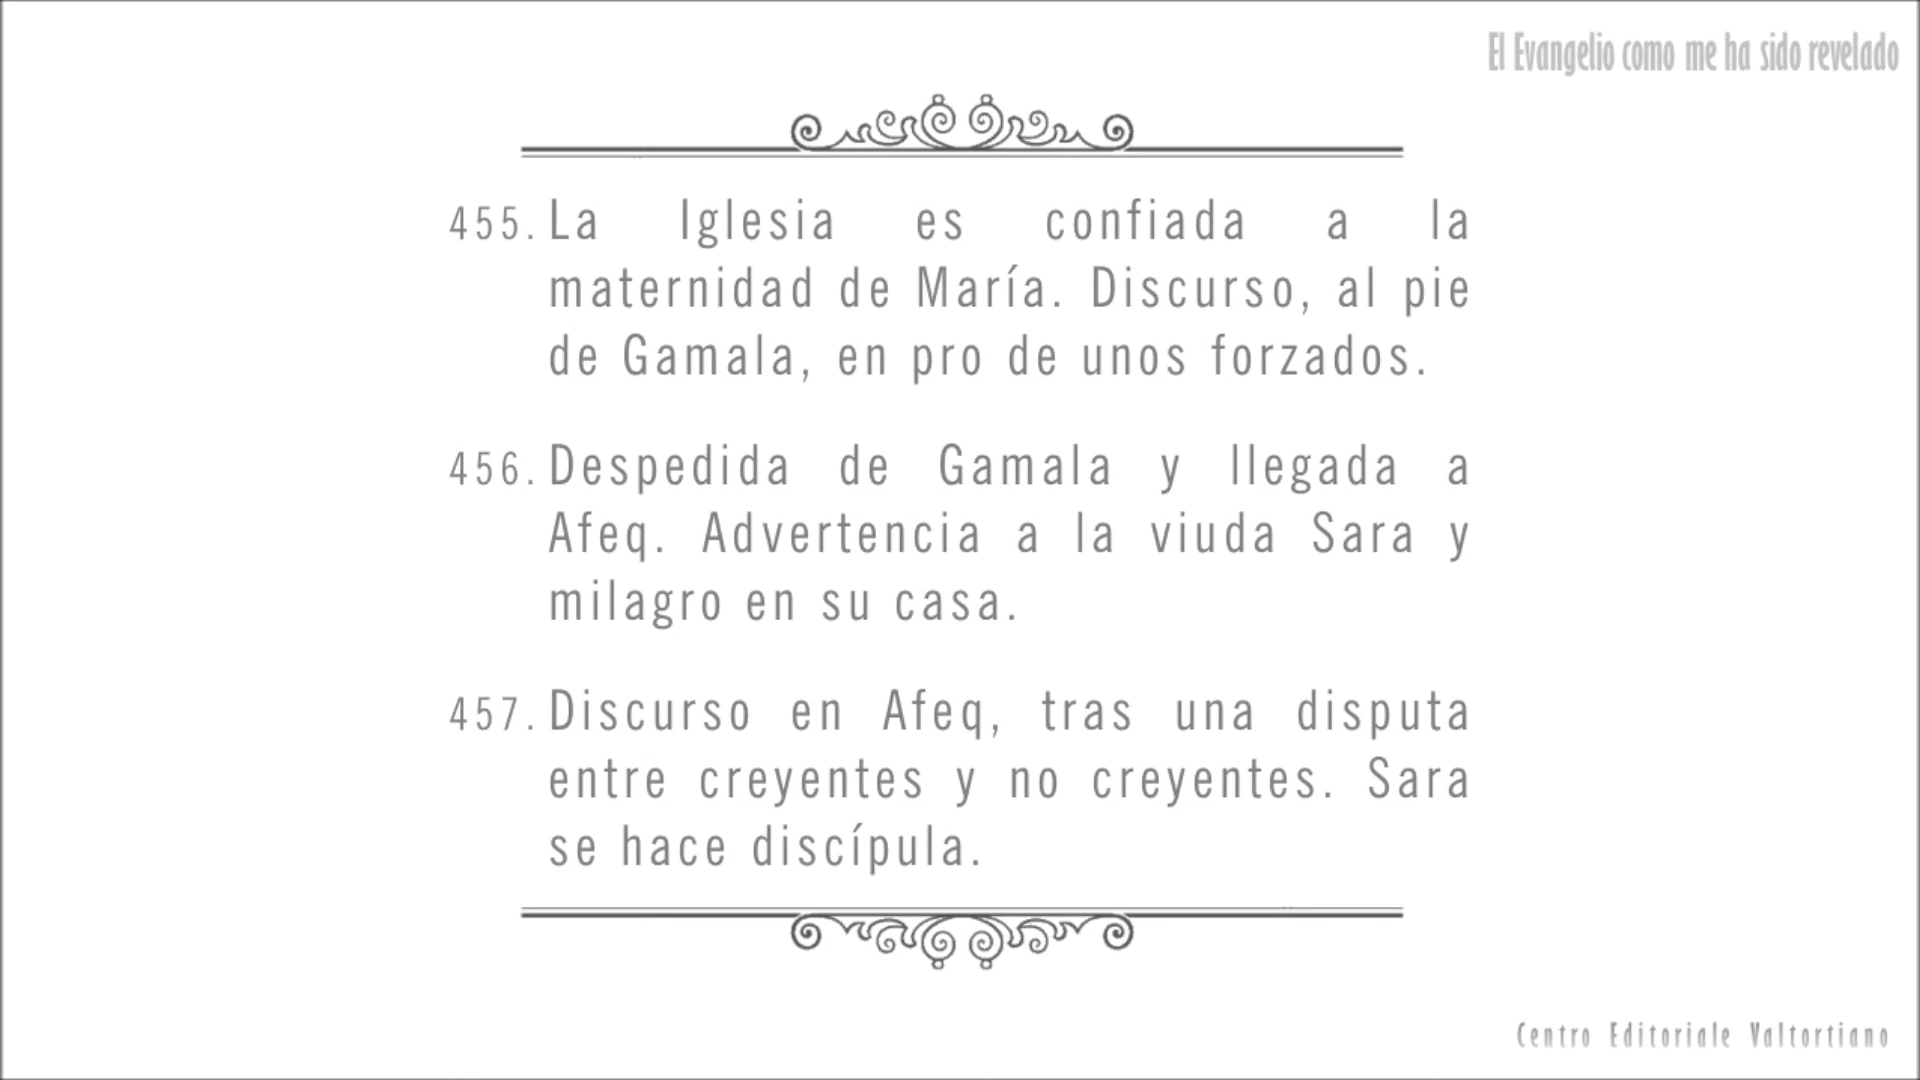 El Evangelio como me ha sido revelado
455. La Iglesia es confiada a la
maternidad de María. Discurso, al pie
de Gamala, en pro de unos forzados.
456. Despedida de Gamala y llegada a
Afeq. Advertencia a la viuda Sara y
milagro en su casa.
457. Discurso en Afeq, tras una disputa
entre creyentes y no creyentes. Sara
se hace discípula.
Centro Editoriale Valtortiano